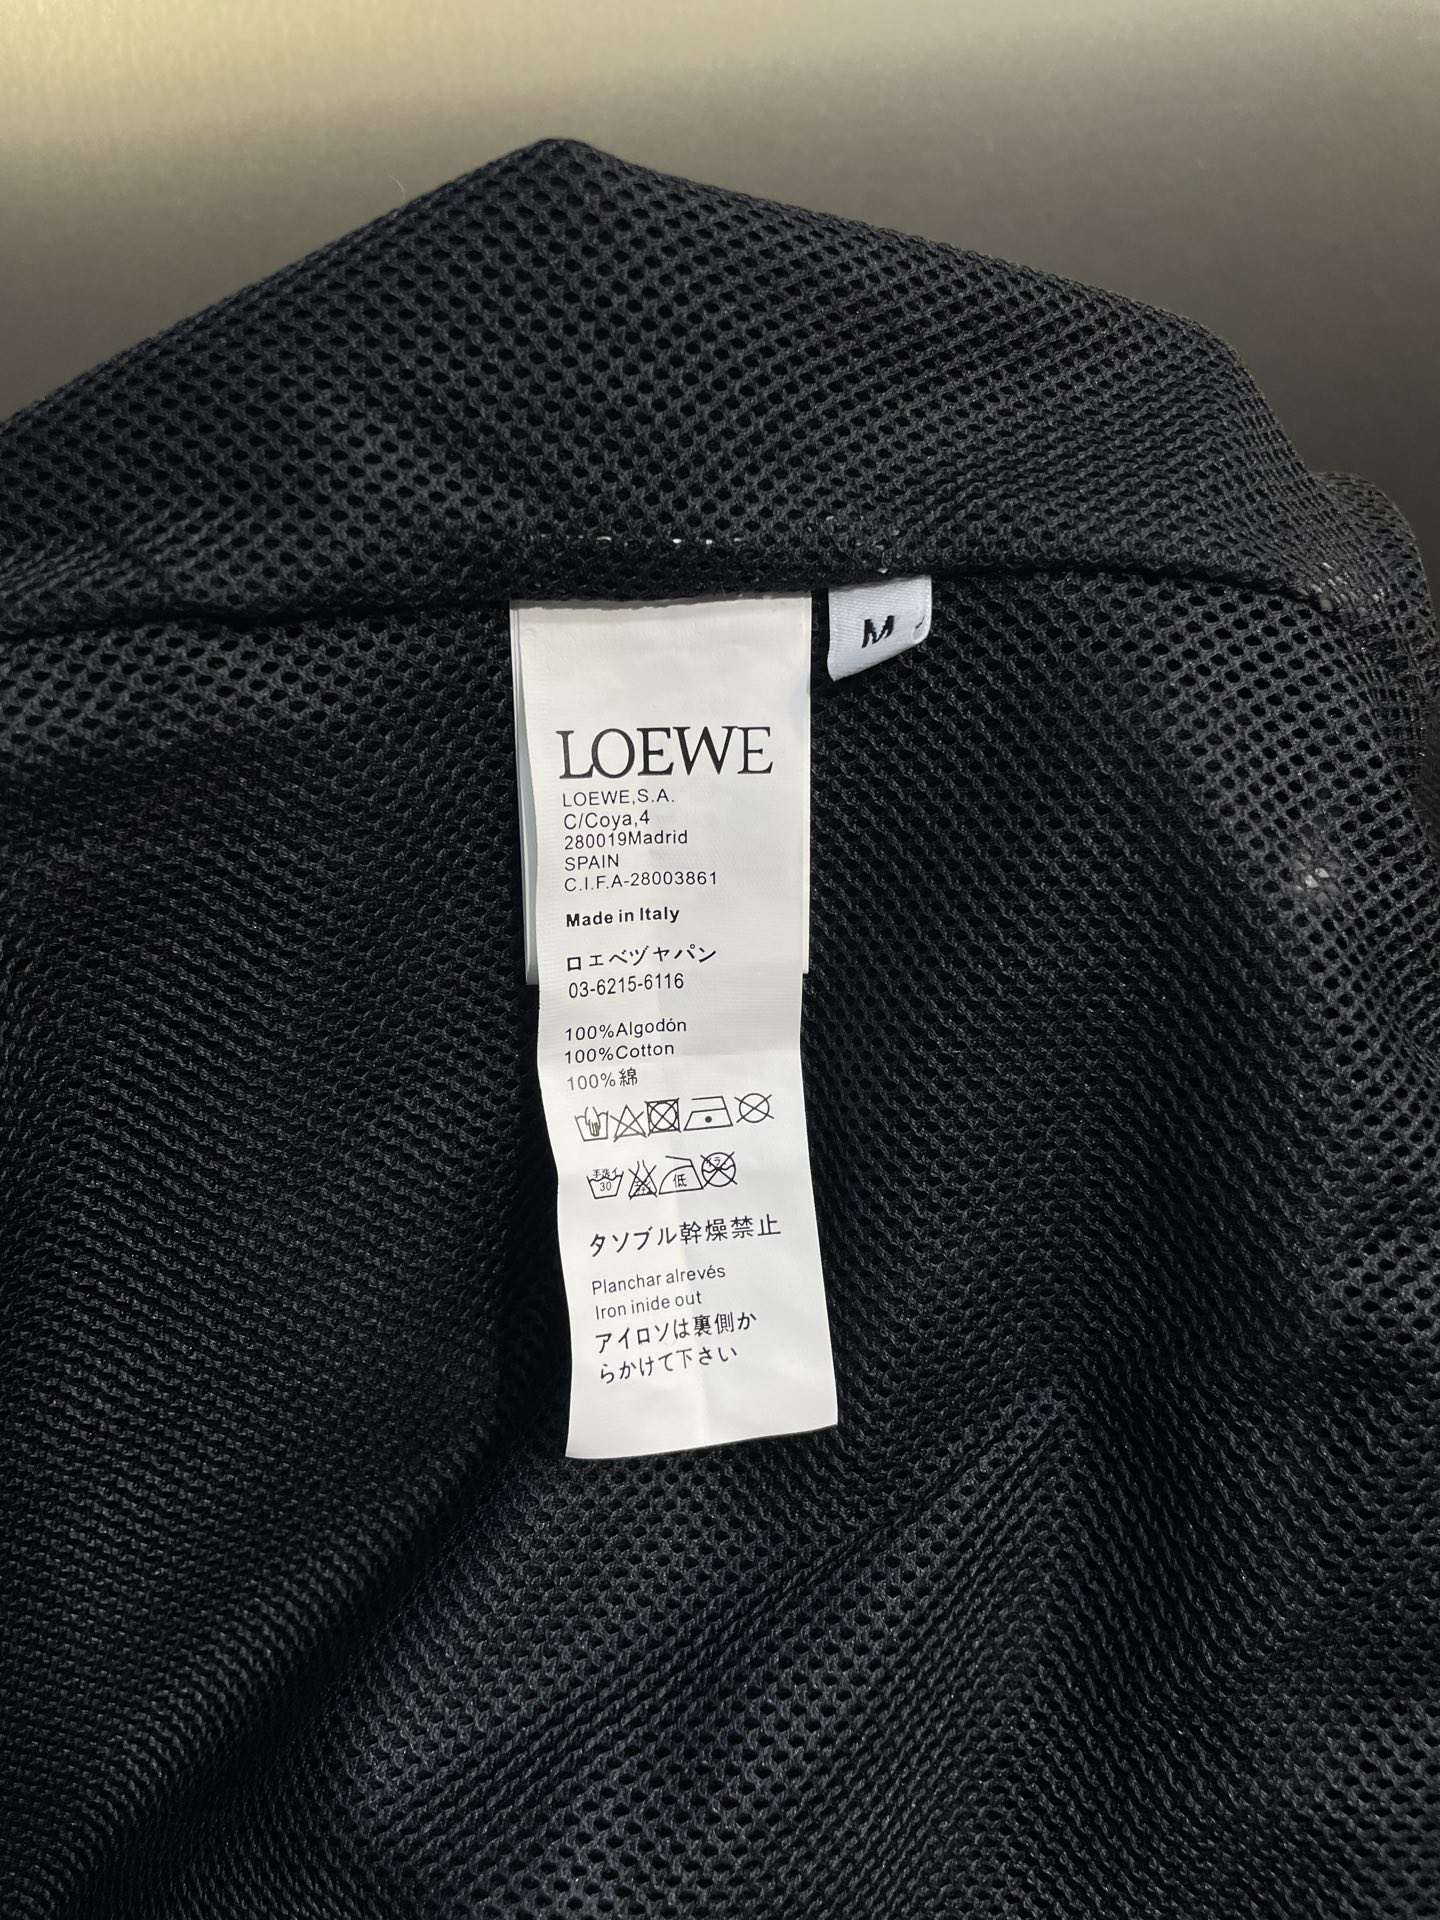 M
LOEWE
LOEWE,S.A.
C/Coya,4
280019Madrid
SPAIN
C.I.F.A-28003861
Made in Italy
ロエベヅャパン
03-6215-6116
100%Algodón
100%Cotton
100%綿
30
低
タソブル幹燥禁止
Planchar alrevés
Iron inide out
アイロソは裏側か
らかけて下さい